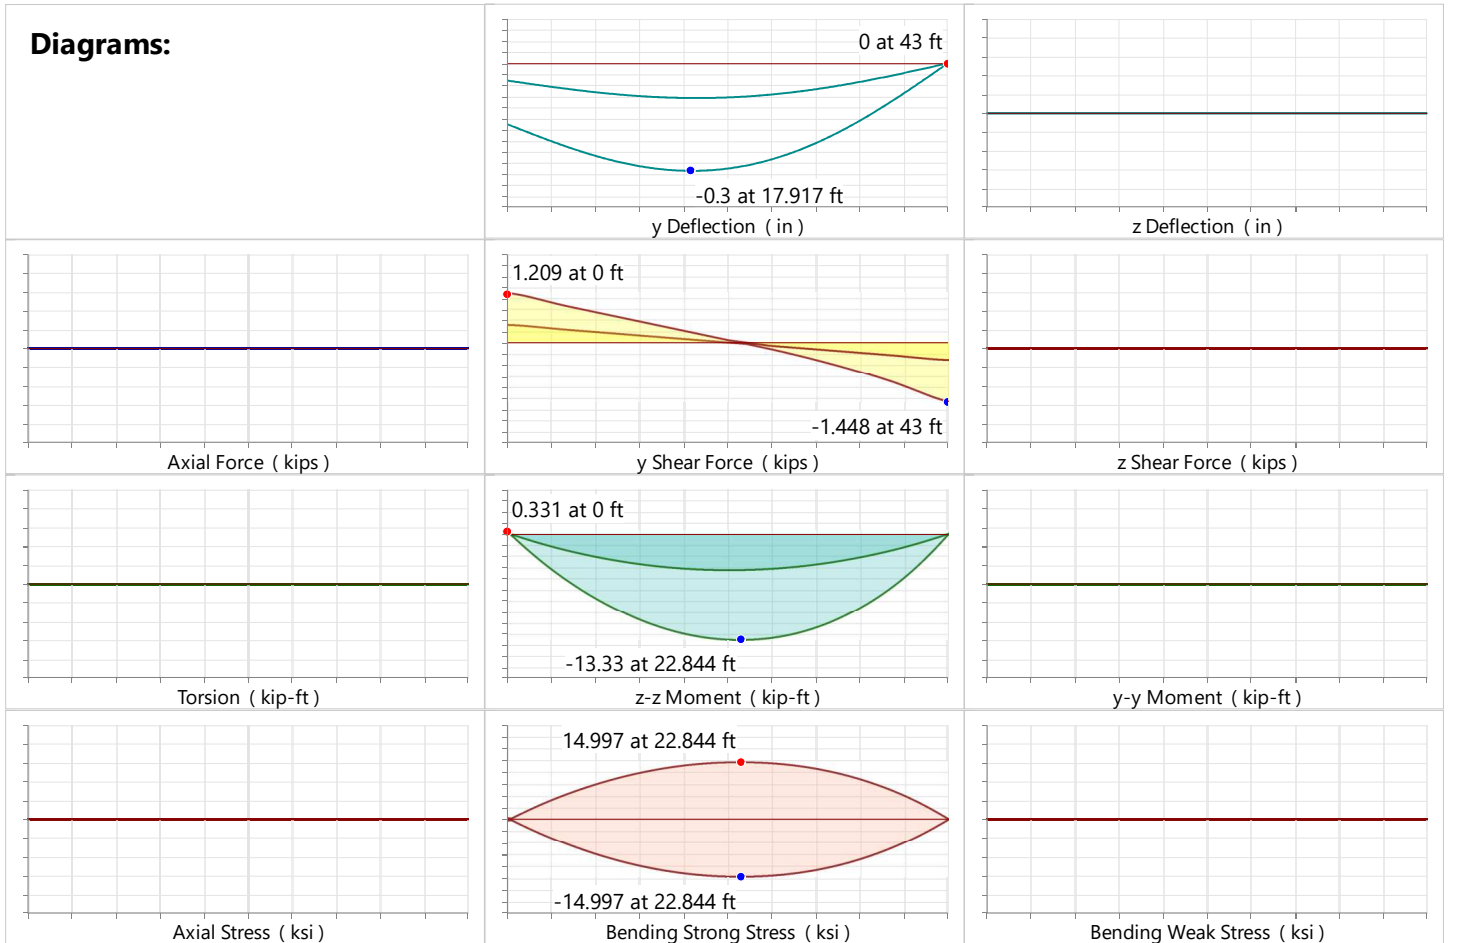 Diagrams:
0 at 43 ft
-0.3 at 17.917 ft
y Deflection ( in )
z Deflection ( in )
Axial Force ( kips )
1.209 at 0 ft
-1.448 at 43 ft
y Shear Force ( kips )
z Shear Force ( kips )
Torsion ( kip-ft )
0.331 at 0 ft
-13.33 at 22.844 ft
z-z Moment ( kip-ft )
y-y Moment ( kip-ft )
Axial Stress ( ksi )
14.997 at 22.844 ft
-14.997 at 22.844 ft
Bending Strong Stress ( ksi )
Bending Weak Stress ( ksi )